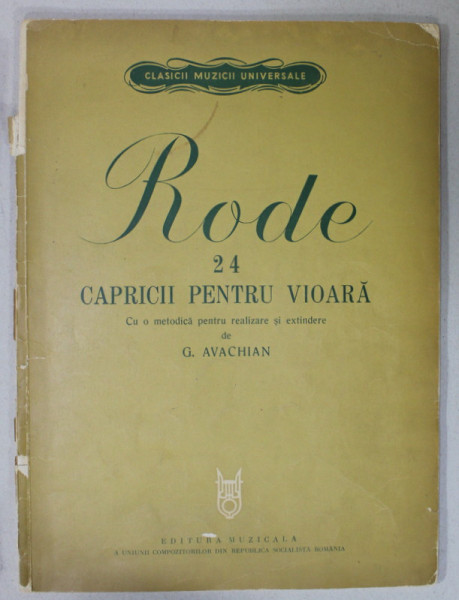 CLASICII MUZICII UNIVERSALE
Rode
24
CAPRICII PENTRU VIOARĂ
Cu o metodică pentru realizare și extindere
de
G. AVACHIAN
EDITURA MUZICALA
A UNIUNII COMPOZITORILOR DIN REPUBLICA SOCIALISTĂ ROMÂNIA